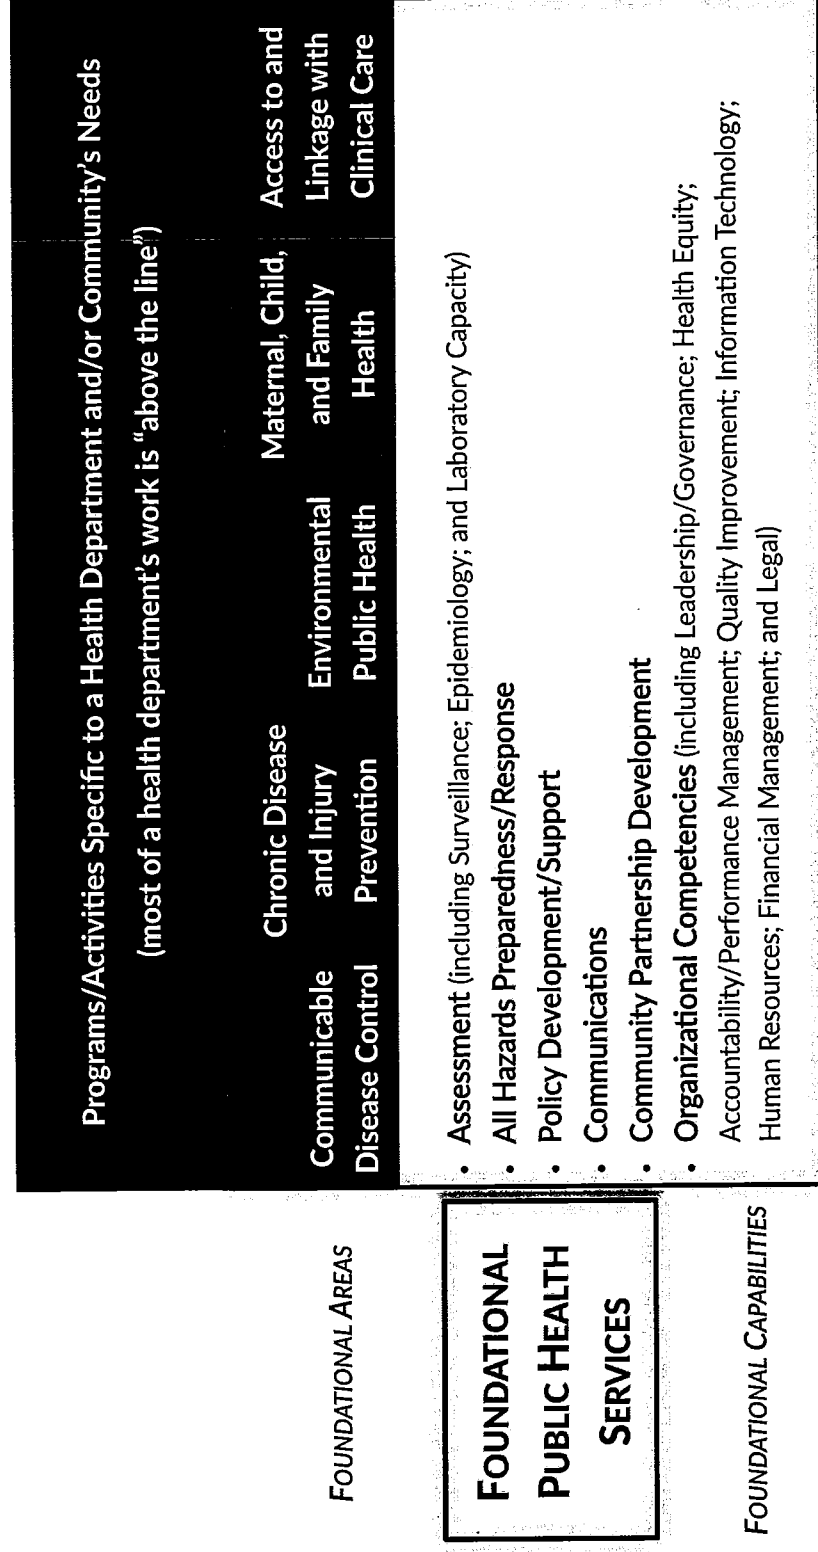 Programs/Activities Specific to a Health Department and/or Community's Needs
(most of a health department's work is “above the line”)
FOUNDATIONAL AREAS
Communicable
Disease Control
Chronic Disease
and Injury
Prevention
Environmental
Public Health
Maternal, Child,
and Family
Health
Access to and
Linkage with
Clinical Care
FOUNDATIONAL
PUBLIC HEALTH
SERVICES
• Assessment (including Surveillance; Epidemiology; and Laboratory Capacity)
• All Hazards Preparedness/Response
• Policy Development/Support
• Communications
• Community Partnership Development
• Organizational Competencies (including Leadership/Governance; Health Equity;
Accountability/Performance Management; Quality Improvement; Information Technology;
Human Resources; Financial Management; and Legal)
FOUNDATIONAL CAPABILITIES